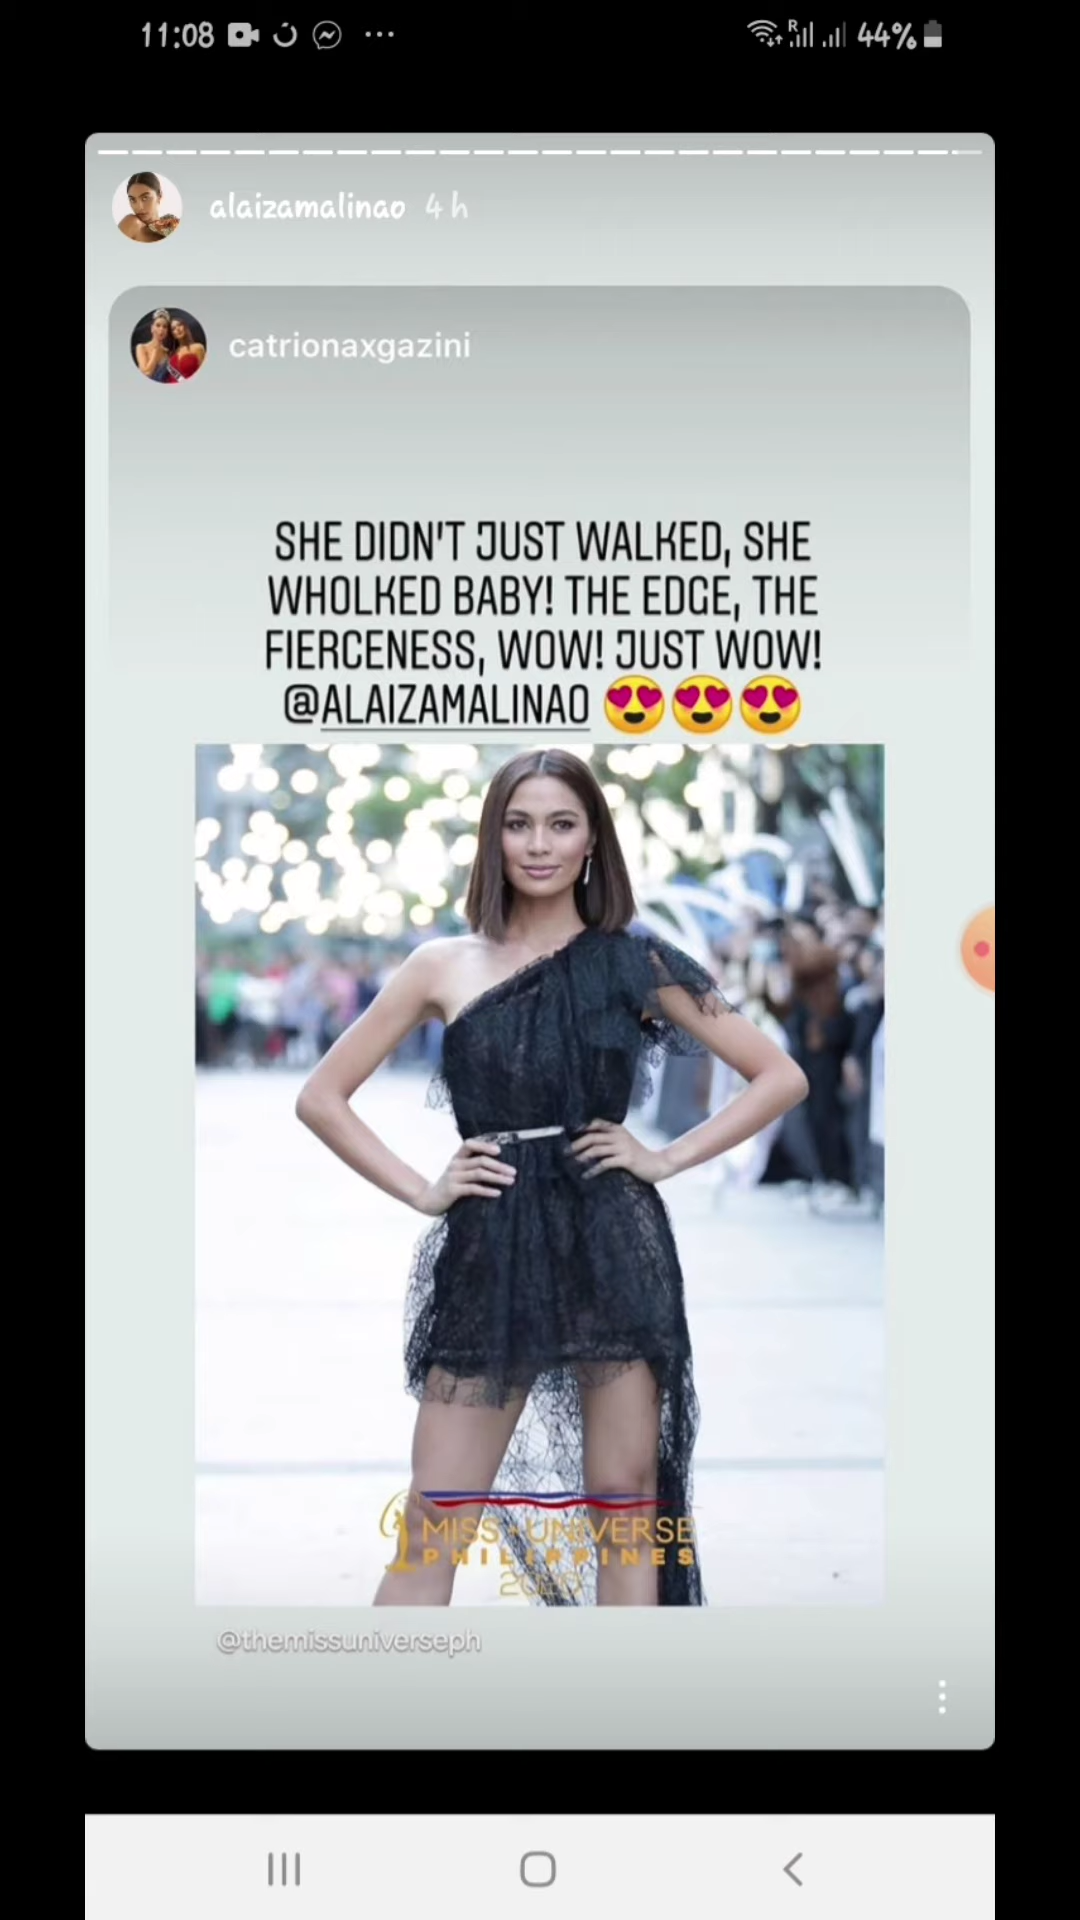 11:08
44%
alaizamalinao 4 h
catrionaxgazini
SHE DIDN'T JUST WALKED, SHE
WHOLKED BABY! THE EDGE, THE
FIERCENESS, WOW! JUST WOW!
@ALAIZAMALINAO 😍😍😍
MISS UNIVERSE
PHILIPPINES
2020
@themissuniverseph